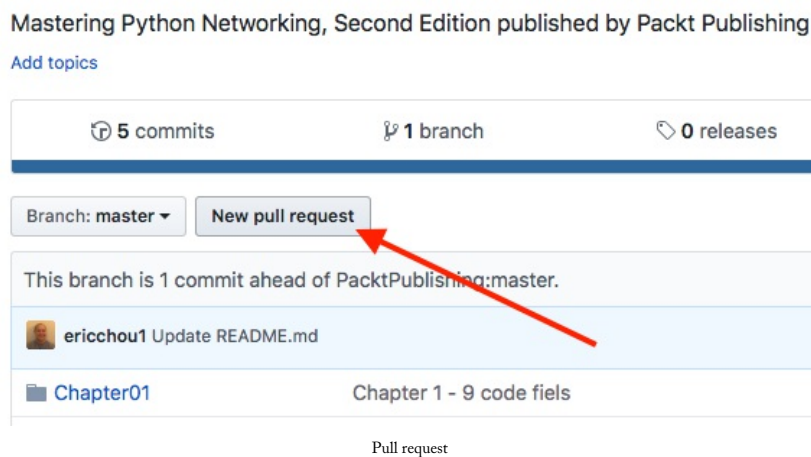 Mastering Python Networking, Second Edition published by Packt Publishing
Add topics
5 commits 1 branch 0 releases
Branch: master New pull request
This branch is 1 commit ahead of PacktPublishing:master.
ericchou1 Update README.md
Chapter01 Chapter 1 - 9 code fiels
Pull request